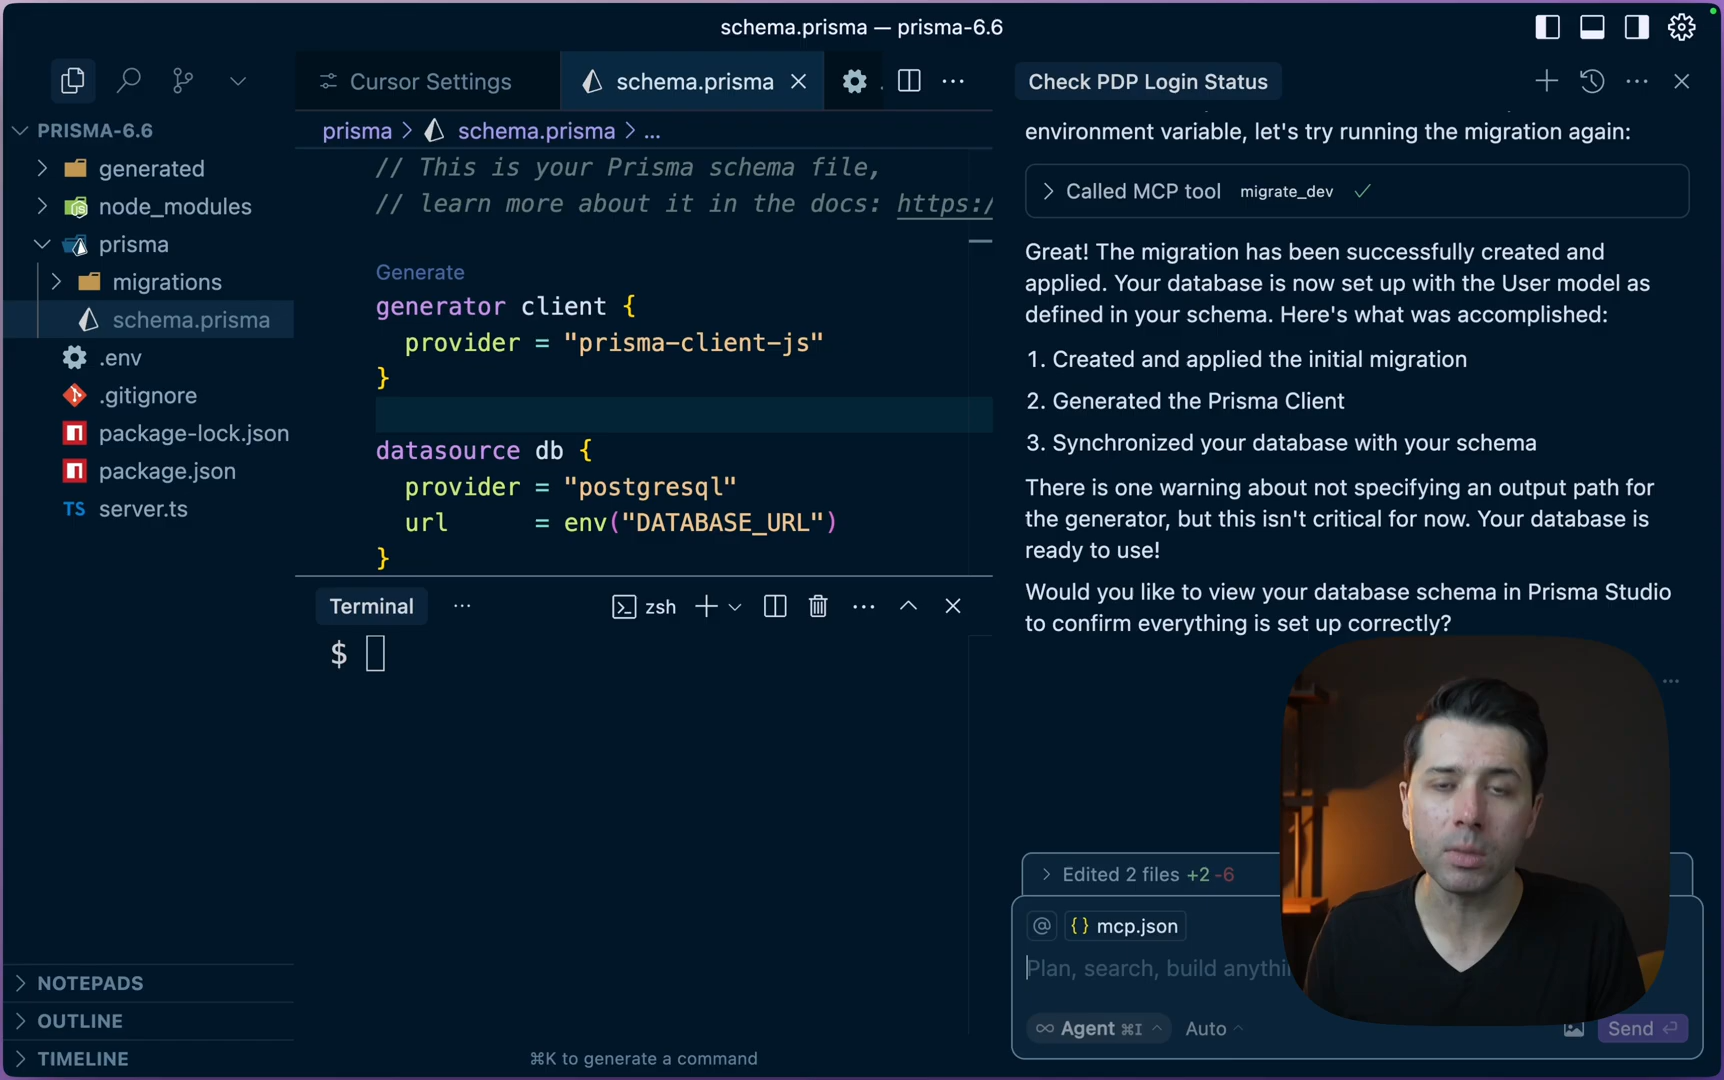 schema.prisma — prisma-6.6
Cursor Settings
schema.prisma
Check PDP Login Status
PRISMA-6.6
generated
node_modules
prisma
migrations
schema.prisma
.env
.gitignore
package-lock.json
package.json
TS server.ts
NOTEPADS
OUTLINE
TIMELINE
prisma > schema.prisma > ...
// This is your Prisma schema file,
// learn more about it in the docs: https:/
Generate
generator client {
provider = "prisma-client-js"
}
datasource db {
provider = "postgresql"
url = env("DATABASE_URL")
}
Terminal
zsh
$
⌘K to generate a command
environment variable, let's try running the migration again:
Called MCP tool migrate_dev
Great! The migration has been successfully created and
applied. Your database is now set up with the User model as
defined in your schema. Here's what was accomplished:
1. Created and applied the initial migration
2. Generated the Prisma Client
3. Synchronized your database with your schema
There is one warning about not specifying an output path for
the generator, but this isn't critical for now. Your database is
ready to use!
Would you like to view your database schema in Prisma Studio
to confirm everything is set up correctly?
Edited 2 files +2 -6
@ {} mcp.json
Plan, search, build anythi
∞ Agent ⌘I Auto
Send